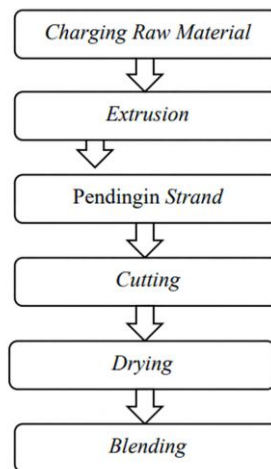 Charging Raw Material
Extrusion
Pendingin Strand
Cutting
Drying
Blending